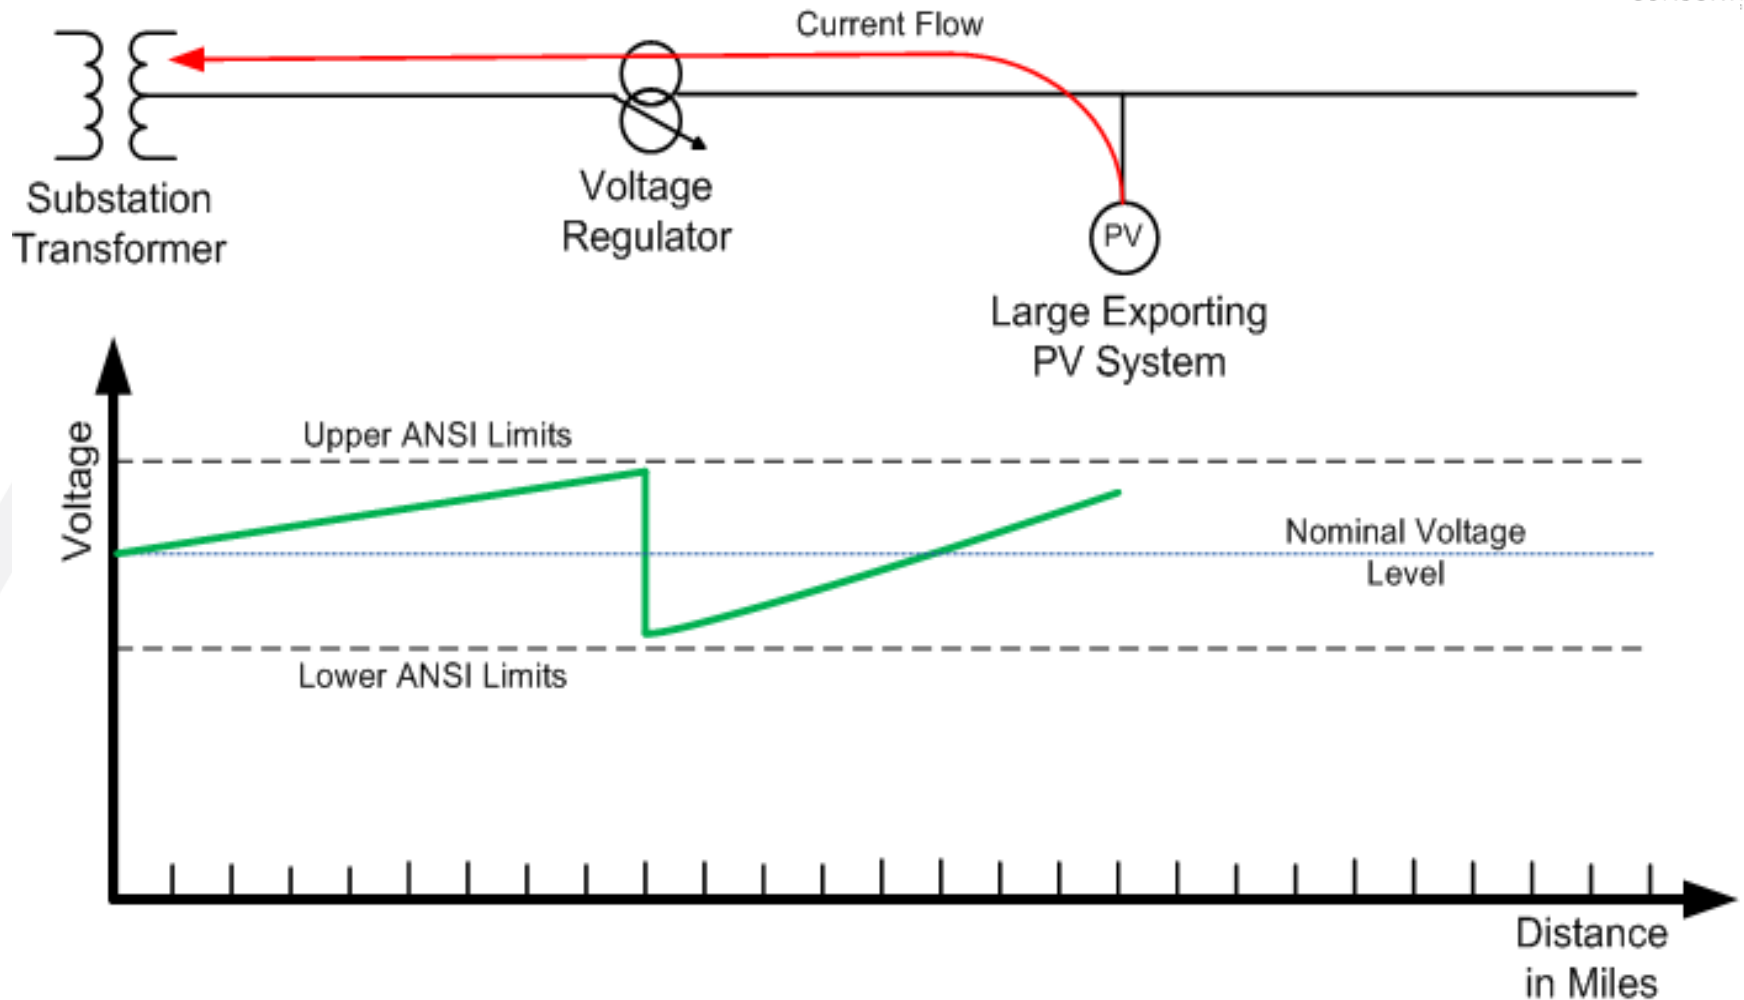 Current Flow
Substation
Transformer
Voltage
Regulator
PV
Large Exporting
PV System
Voltage
Upper ANSI Limits
Nominal Voltage
Level
Lower ANSI Limits
Distance
in Miles